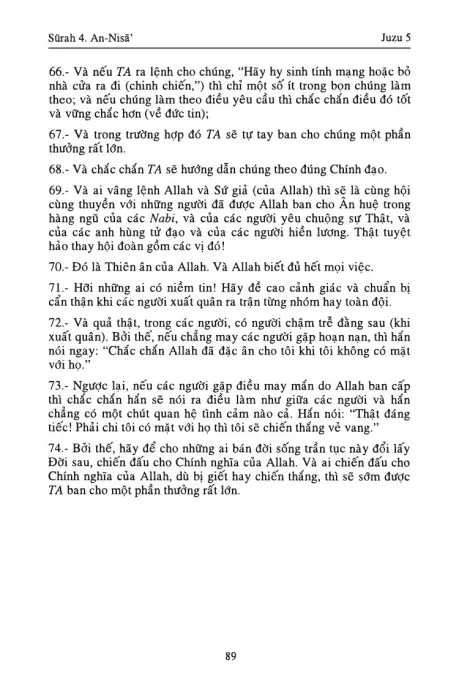 Sūrah 4. An-Nisā’ Juzu 5
66.- Và nếu TA ra lệnh cho chúng, “Hãy hy sinh tính mạng hoặc bỏ
nhà cửa ra đi (chinh chiến,”) thì chỉ một số ít trong bọn chúng làm
theo; và nếu chúng làm theo điều yêu cầu thì chắc chắn điều đó tốt
và vững chắc hơn (về đức tin);
67.- Và trong trường hợp đó TA sẽ tự tay ban cho chúng một phần
thưởng rất lớn.
68.- Và chắc chắn TA sẽ hướng dẫn chúng theo đúng Chính đạo.
69.- Và ai vâng lệnh Allah và Sứ giả (của Allah) thì sẽ là cùng hội
cùng thuyền với những người đã được Allah ban cho Ân huệ trong
hàng ngũ của các Nabi, và của các người yêu chuộng sự Thật, và
của các anh hùng tử đạo và của các người hiền lương. Thật tuyệt
hảo thay hội đoàn gồm các vị đó!
70.- Đó là Thiên ân của Allah. Và Allah biết đủ hết mọi việc.
71.- Hỡi những ai có niềm tin! Hãy đề cao cảnh giác và chuẩn bị
cẩn thận khi các người xuất quân ra trận từng nhóm hay toàn đội.
72.- Và quả thật, trong các người, có người chậm trễ đằng sau (khi
xuất quân). Bởi thế, nếu chẳng may các người gặp hoạn nạn, thì hắn
nói ngay: “Chắc chắn Allah đã đặc ân cho tôi khi tôi không có mặt
với họ.”
73.- Ngược lại, nếu các người gặp điều may mắn do Allah ban cấp
thì chắc chắn hắn sẽ nói ra điều làm như giữa các người và hắn
chẳng có một chút quan hệ tình cảm nào cả. Hắn nói: “Thật đáng
tiếc! Phải chi tôi có mặt với họ thì tôi sẽ chiến thắng vẻ vang.”
74.- Bởi thế, hãy để cho những ai bán đời sống trần tục này đổi lấy
Đời sau, chiến đấu cho Chính nghĩa của Allah. Và ai chiến đấu cho
Chính nghĩa của Allah, dù bị giết hay chiến thắng, thì sẽ sớm được
TA ban cho một phần thưởng rất lớn.
89